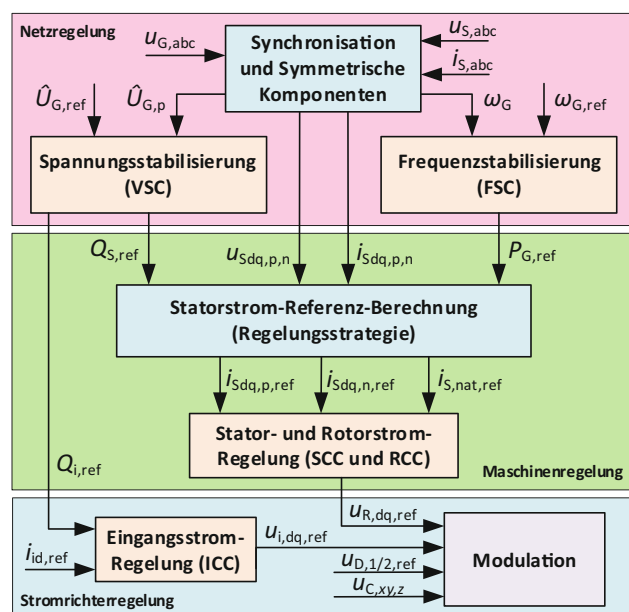 Netzregelung
u_G,abc
Synchronisation
und Symmetrische
Komponenten
u_S,abc
i_S,abc
Û_G,ref
Û_G,p
ω_G
ω_G,ref
Spannungsstabilisierung
(VSC)
Frequenzstabilisierung
(FSC)
Q_S,ref
u_Sdq,p,n
i_Sdq,p,n
P_G,ref
Statorstrom-Referenz-Berechnung
(Regelungsstrategie)
i_Sdq,p,ref
i_Sdq,n,ref
i_S,nat,ref
Stator- und Rotorstrom-
Regelung (SCC und RCC)
Q_i,ref
Maschinenregelung
u_R,dq,ref
i_id,ref
Eingangsstrom-
Regelung (ICC)
u_i,dq,ref
u_D,1/2,ref
u_C,xy,z
Modulation
Stromrichterregelung